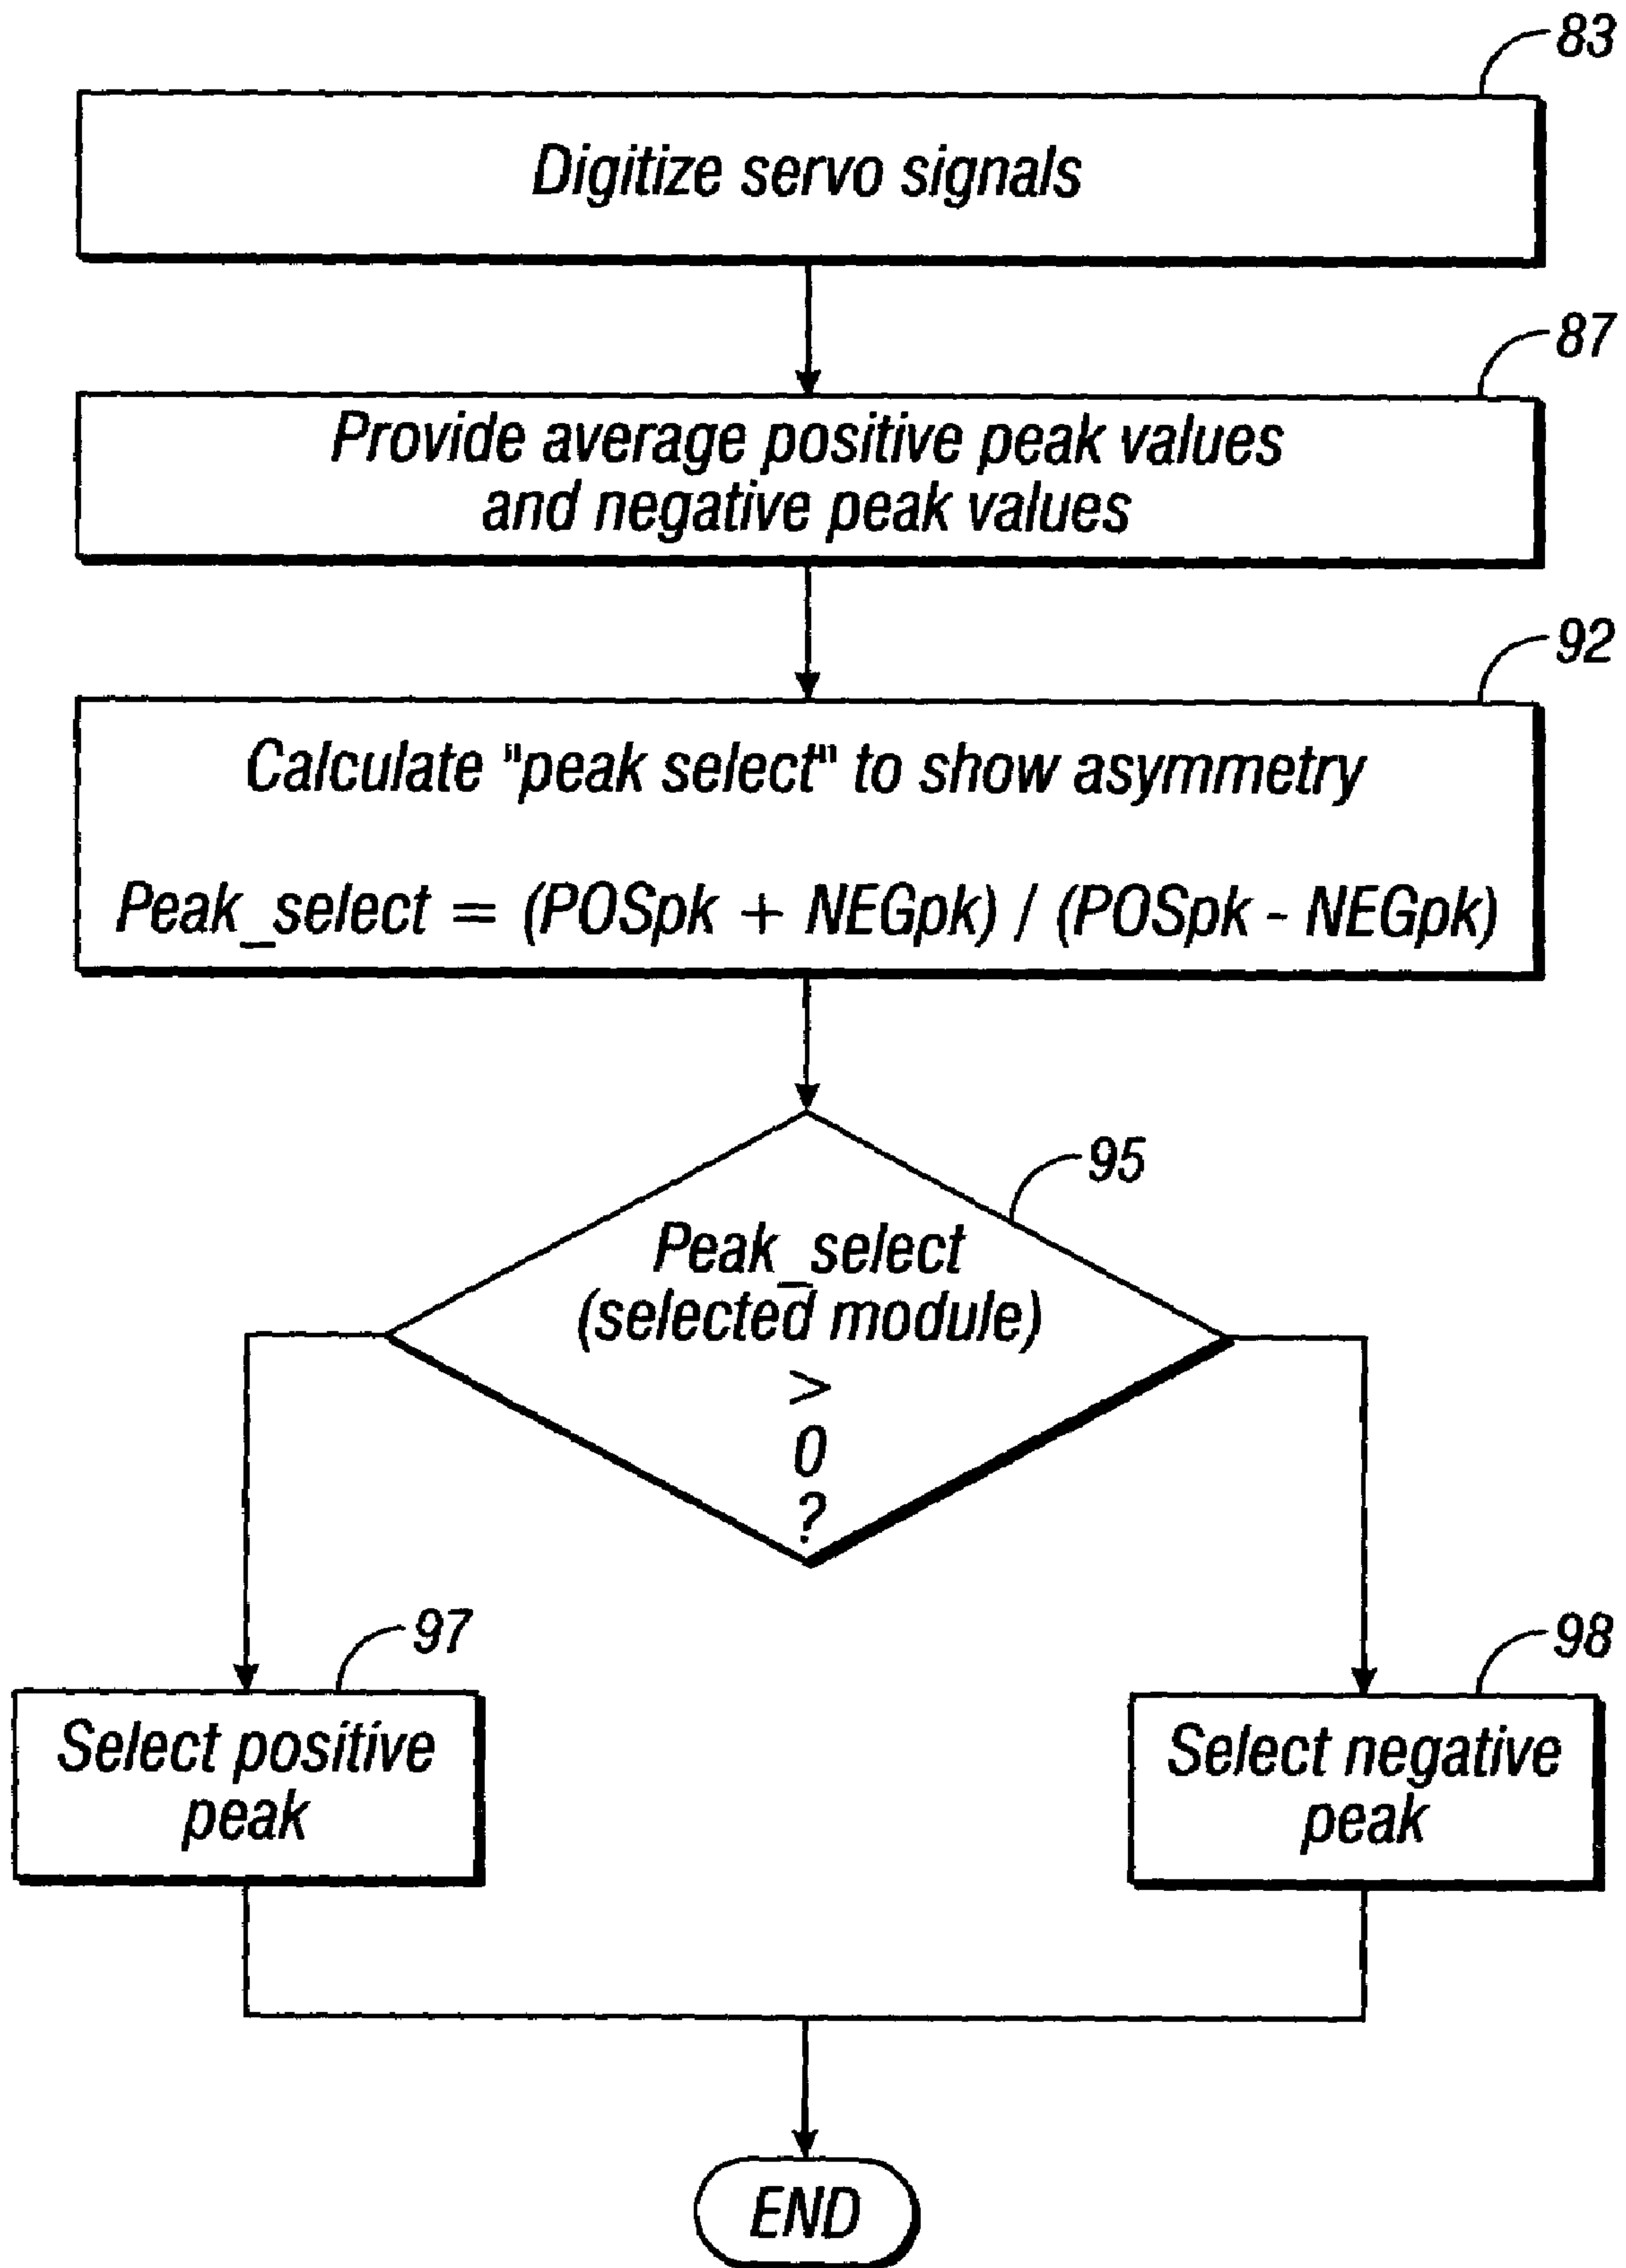 83
Digitize servo signals
87
Provide average positive peak values
and negative peak values
92
Calculate "peak select" to show asymmetry
Peak_select = (POSpk + NEGpk) / (POSpk - NEGpk)
95
Peak_select
(selected module)
>
0
?
97
Select positive
peak
98
Select negative
peak
END